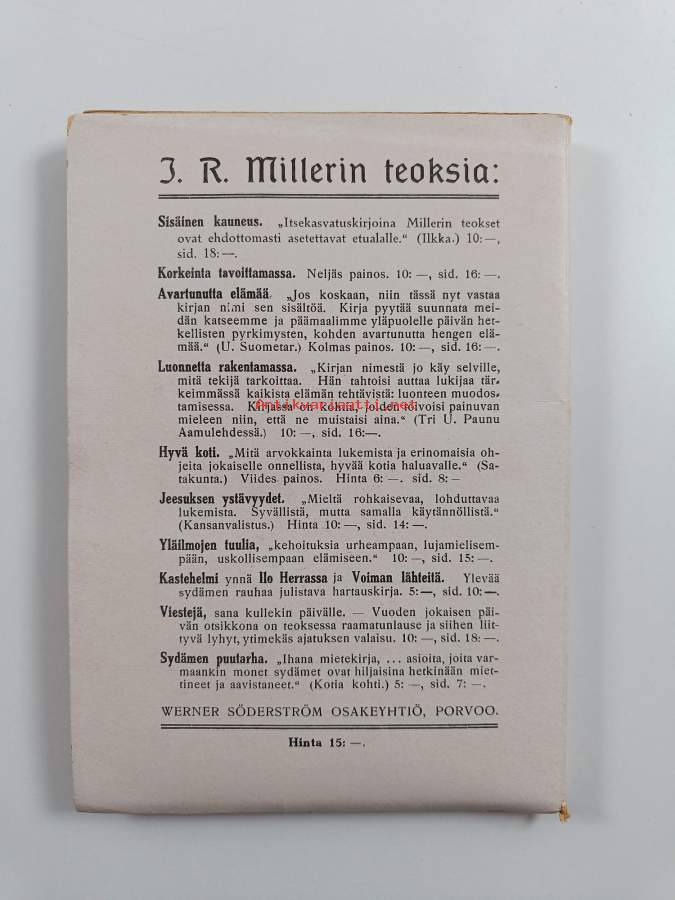 J. R. Millerin teoksia:
Sisäinen kauneus. „Itsekasvatuskirjoina Millerin teokset
ovat ehdottomasti asetettavat etualalle.“ (Ilkka.) 10: —,
sid. 18: —.
Korkeinta tavoittamassa. Neljäs painos. 10: —, sid. 16: —.
Avartunutta elämää. „Jos koskaan, niin tässä nyt vastaa
kirjan nimi sen sisältöä. Kirja pyytää suunnata mei-
dän katseemme ja päämaalimme yläpuolelle päivän het-
kellisten pyrkimysten, kohden avartunutta hengen elä-
mää.“ (U. Suometar.) Kolmas painos. 10: —, sid. 16: —.
Luonnetta rakentamassa. „Kirjan nimestä jo käy selville,
mitä tekijä tarkoittaa. Hän tahtoisi auttaa lukijaa tär-
keimmässä kaikista elämän tehtävistä: luonteen muodos-
tamisessa. Kirjassa on kohtia, joiden toivoisi painuvan
Antikvariaatti.net
mieleen niin, että ne muistaisi aina.“ (Tri U. Paunu
Aamulehdessä.) 10: —, sid. 16: —.
Hyvä koti. „Mitä arvokkainta lukemista ja erinomaisia oh-
jeita jokaiselle onnellista, hyvää kotia haluavalle.“ (Sa-
takunta.) Viides painos. Hinta 6: —. sid. 8: —
Jeesuksen ystävyydet. „Mieltä rohkaisevaa, lohduttavaa
lukemista. Syvällistä, mutta samalla käytännöllistä.“
(Kansanvalistus.) Hinta 10: —, sid. 14: —.
Yläilmojen tuulia, „kehoituksia urheampaan, lujamielisem-
pään, uskollisempaan elämiseen.“ 10: —, sid. 15: —.
Kastehelmi ynnä Ilo Herrassa ja Voiman lähteitä. Ylevää
sydämen rauhaa julistava hartauskirja. 5: —, sid. 10: —.
Viestejä, sana kullekin päivälle. — Vuoden jokaisen päi-
vän otsikkona on teoksessa raamatunlause ja siihen liit-
tyvä lyhyt, ytimekäs ajatuksen valaisu. 10: —, sid. 18: —.
Sydämen puutarha. „Ihana mietekirja, ... asioita, joita var-
maankin monet sydämet ovat hiljaisina hetkinään miet-
tineet ja aavistaneet.“ (Kotia kohti.) 5: —, sid. 7: —.
WERNER SÖDERSTRÖM OSAKEYHTIÖ, PORVOO.
Hinta 15: —.